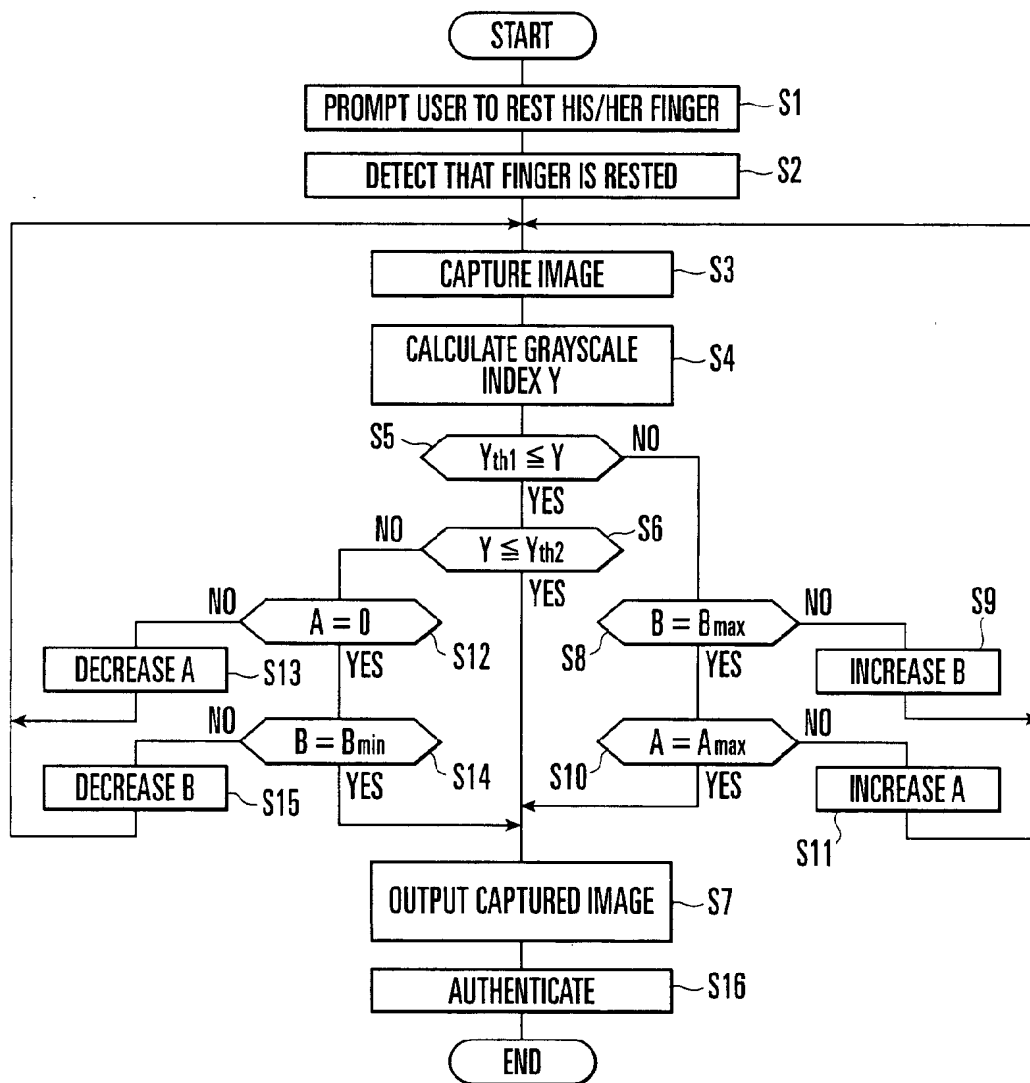 START
PROMPT USER TO REST HIS/HER FINGER
S1
DETECT THAT FINGER IS RESTED
S2
CAPTURE IMAGE
S3
CALCULATE GRAYSCALE
INDEX Y
S4
S5
Yth1 ≦ Y
NO
YES
NO
Y ≦ Yth2
S6
YES
NO
A = 0
S12
YES
DECREASE A
S13
B = Bmax
S8
NO
S9
YES
INCREASE B
NO
B = Bmin
S14
YES
DECREASE B
S15
A = Amax
S10
NO
YES
INCREASE A
S11
OUTPUT CAPTURED IMAGE
S7
AUTHENTICATE
S16
END